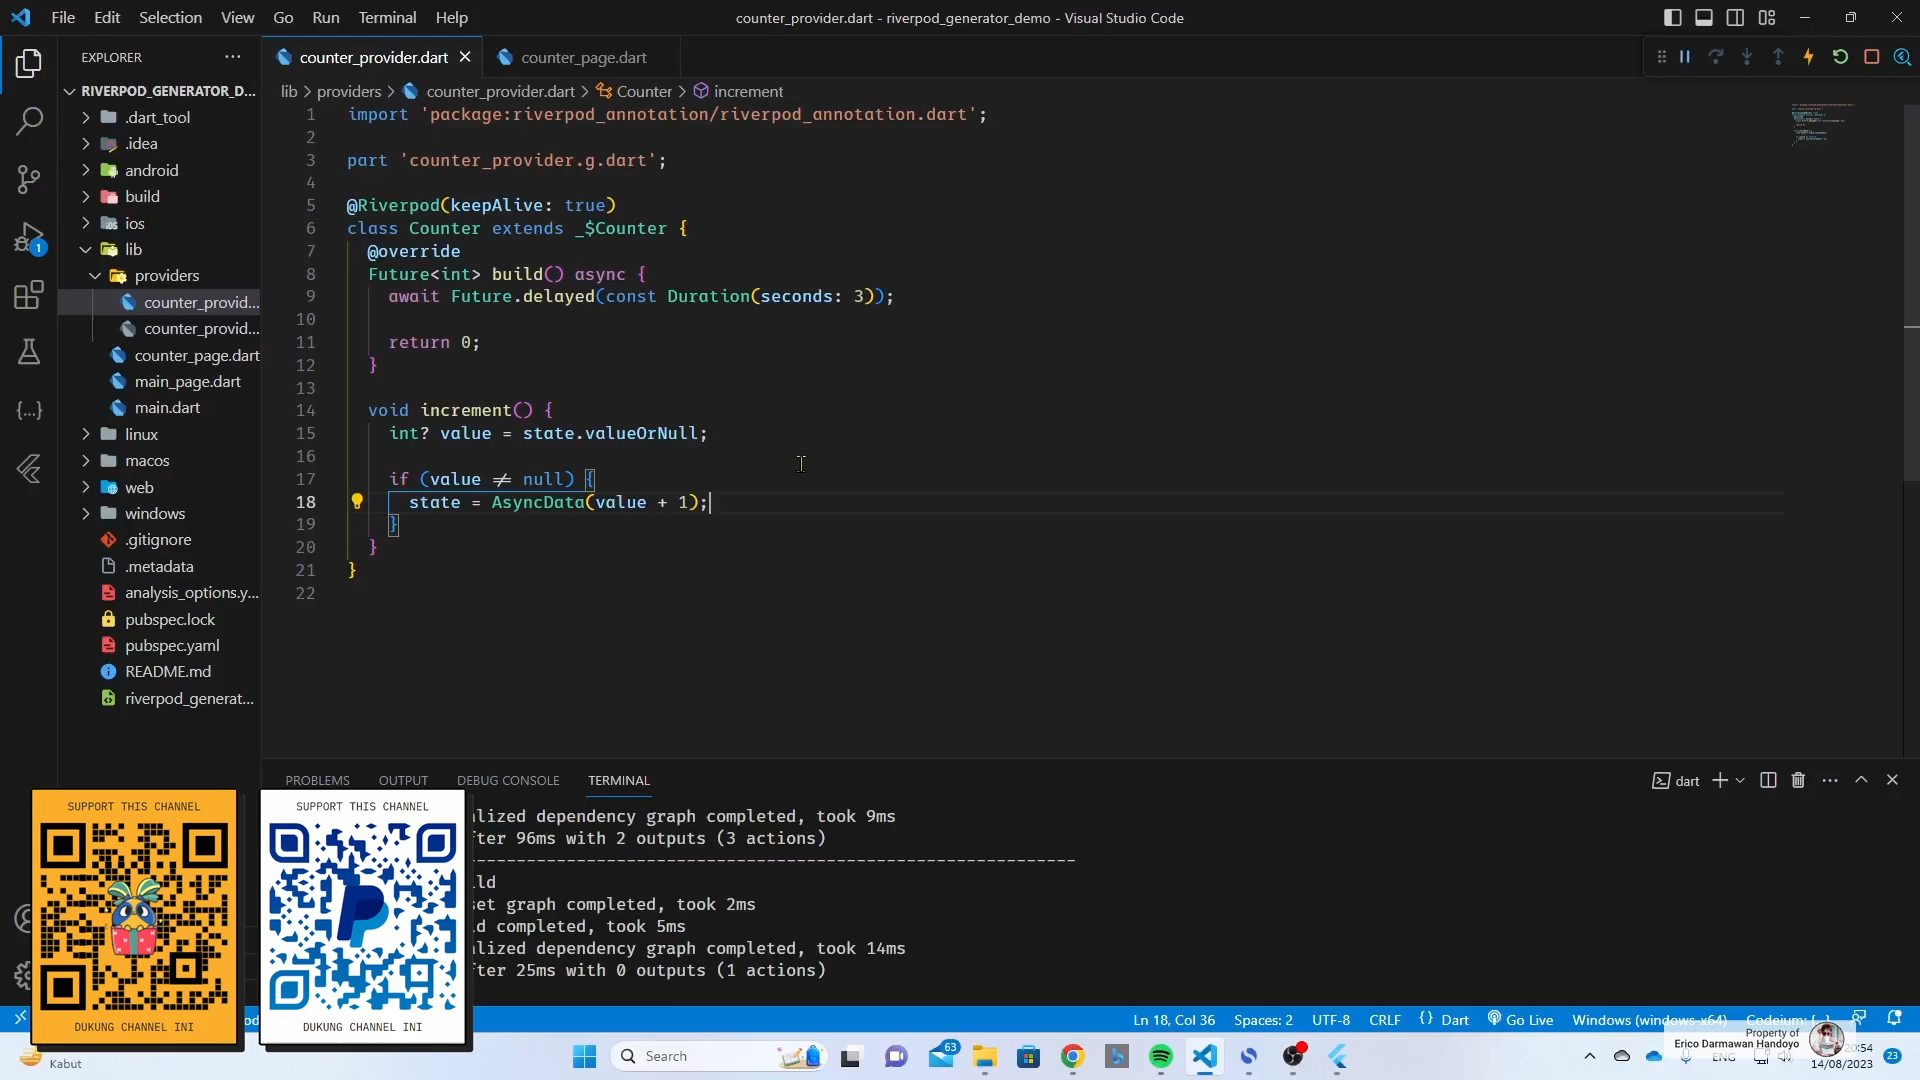 File Edit Selection View Go Run Terminal Help
counter_provider.dart - riverpod_generator_demo - Visual Studio Code
EXPLORER
counter_provider.dart
counter_page.dart
RIVERPOD_GENERATOR_D...
.dart_tool
.idea
android
build
ios
lib
providers
counter_provid...
counter_provid...
counter_page.dart
main_page.dart
main.dart
linux
macos
web
windows
.gitignore
.metadata
analysis_options.y...
pubspec.lock
pubspec.yaml
README.md
riverpod_generat...
1
lib > providers > counter_provider.dart > Counter > increment
1 import 'package:riverpod_annotation/riverpod_annotation.dart';
2
3 part 'counter_provider.g.dart';
4
5 @Riverpod(keepAlive: true)
6 class Counter extends _$Counter {
7 @override
8 Future<int> build() async {
9 await Future.delayed(const Duration(seconds: 3));
10
11 return 0;
12 }
13
14 void increment() {
15 int? value = state.valueOrNull;
16
17 if (value ≠ null) {
18 state = AsyncData(value + 1);
19 }
20 }
21 }
22
PROBLEMS OUTPUT DEBUG CONSOLE TERMINAL
dart
lized dependency graph completed, took 9ms
fter 96ms with 2 outputs (3 actions)
ld
set graph completed, took 2ms
d completed, took 5ms
alized dependency graph completed, took 14ms
fter 25ms with 0 outputs (1 actions)
SUPPORT THIS CHANNEL
DUKUNG CHANNEL INI
SUPPORT THIS CHANNEL
DUKUNG CHANNEL INI
Ln 18, Col 36 Spaces: 2 UTF-8 CRLF {} Dart Go Live Windows (windows-x64) Codeium: {..}
Property of
Erico Darmawan Handoyo
Kabut
Search
63
ENG
20:54
14/08/2023
23